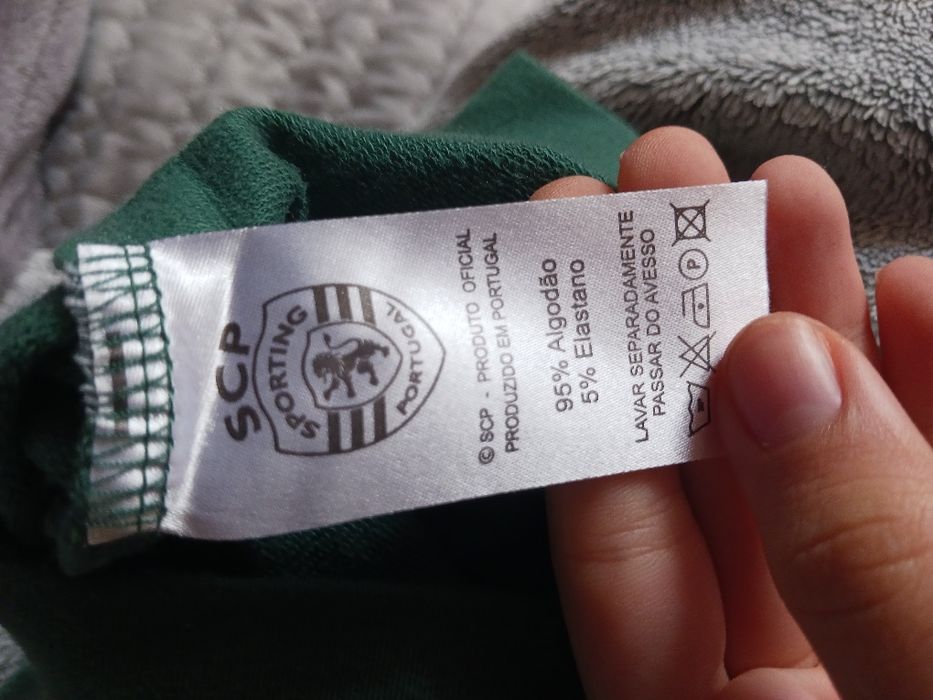 SCP
SPORTING
PORTUGAL
© SCP - PRODUTO OFICIAL
PRODUZIDO EM PORTUGAL
95% Algodão
5% Elastano
LAVAR SEPARADAMENTE
PASSAR DO AVESSO
P